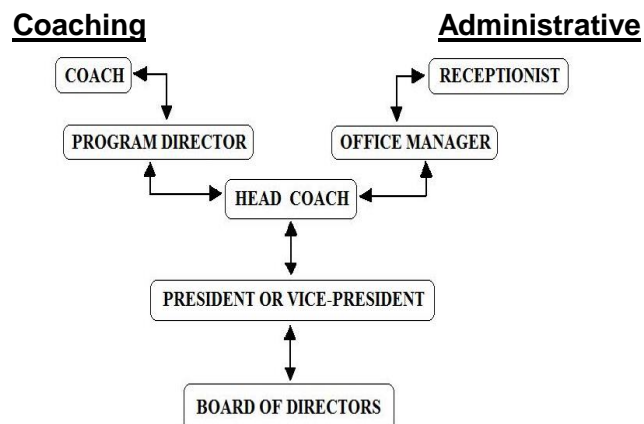 Coaching
Administrative
COACH
RECEPTIONIST
PROGRAM DIRECTOR
OFFICE MANAGER
HEAD COACH
PRESIDENT OR VICE-PRESIDENT
BOARD OF DIRECTORS